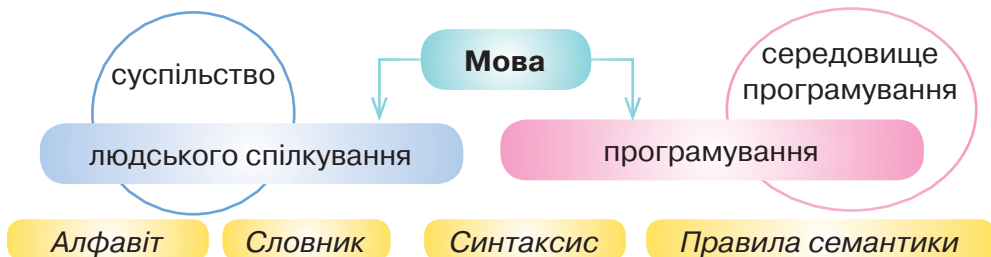 Мова
суспільство
середовище
програмування
людського спілкування
програмування
Алфавіт
Словник
Синтаксис
Правила семантики